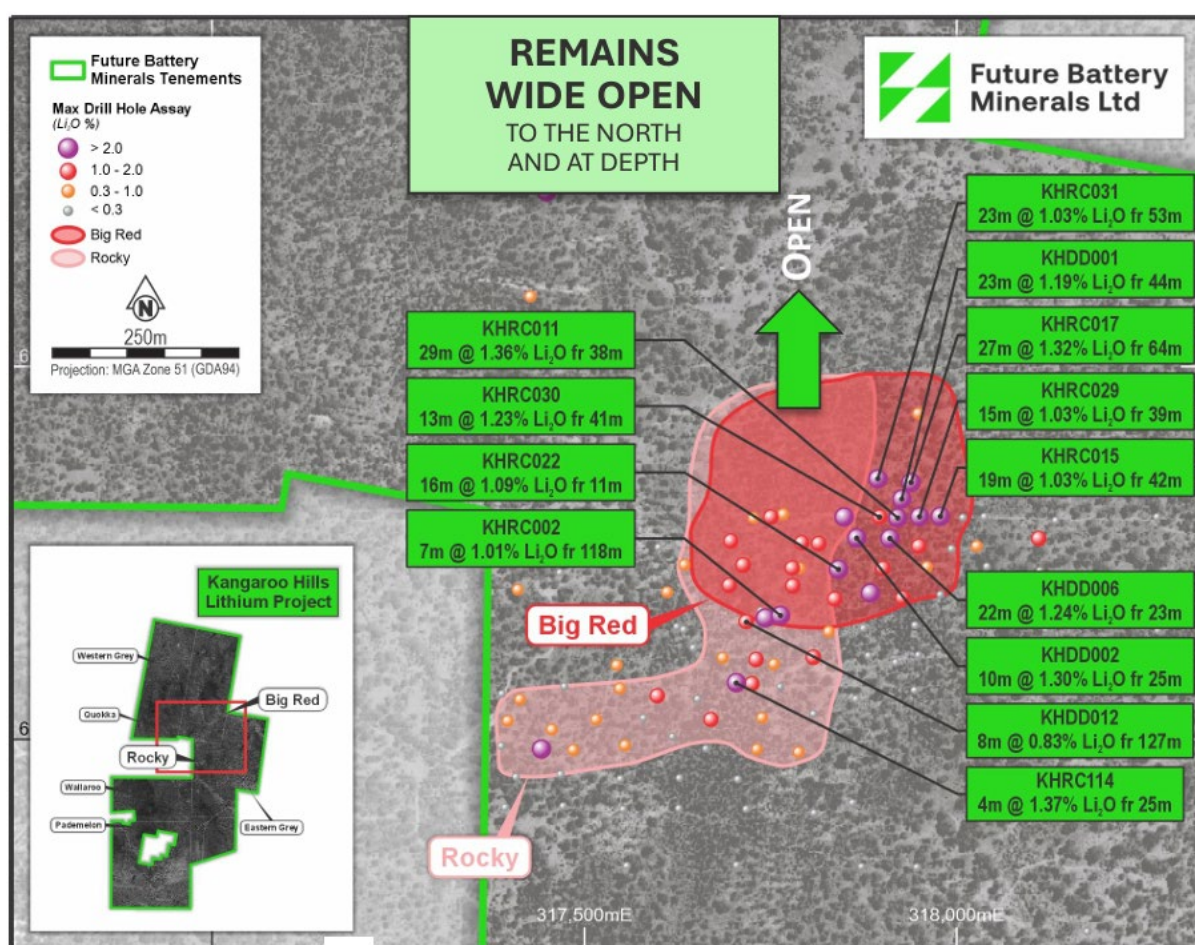 Future Battery
Minerals Tenements
Max Drill Hole Assay
(Li₂O %)
> 2.0
1.0 - 2.0
0.3 - 1.0
< 0.3
Big Red
Rocky
N
250m
Projection: MGA Zone 51 (GDA94)
REMAINS
WIDE OPEN
TO THE NORTH
AND AT DEPTH
Future Battery
Minerals Ltd
OPEN
KHRC011
29m @ 1.36% Li₂O fr 38m
KHRC030
13m @ 1.23% Li₂O fr 41m
KHRC022
16m @ 1.09% Li₂O fr 11m
KHRC002
7m @ 1.01% Li₂O fr 118m
KHRC031
23m @ 1.03% Li₂O fr 53m
KHDD001
23m @ 1.19% Li₂O fr 44m
KHRC017
27m @ 1.32% Li₂O fr 64m
KHRC029
15m @ 1.03% Li₂O fr 39m
KHRC015
19m @ 1.03% Li₂O fr 42m
KHDD006
22m @ 1.24% Li₂O fr 23m
KHDD002
10m @ 1.30% Li₂O fr 25m
KHDD012
8m @ 0.83% Li₂O fr 127m
KHRC114
4m @ 1.37% Li₂O fr 25m
Big Red
Rocky
Kangaroo Hills
Lithium Project
Western Grey
Big Red
Quokka
Rocky
Wallaroo
Pademelon
Eastern Grey
6
6
317,500mE
318,000mE